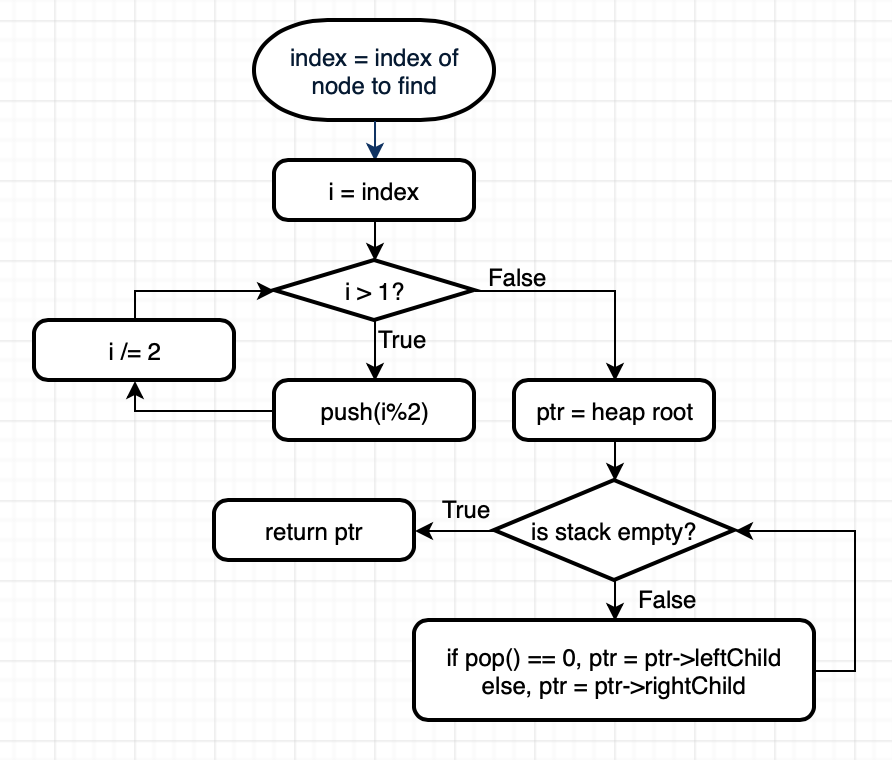 index = index of
node to find
i = index
i > 1?
False
True
i /= 2
push(i%2)
ptr = heap root
True
return ptr
is stack empty?
False
if pop() == 0, ptr = ptr->leftChild
else, ptr = ptr->rightChild